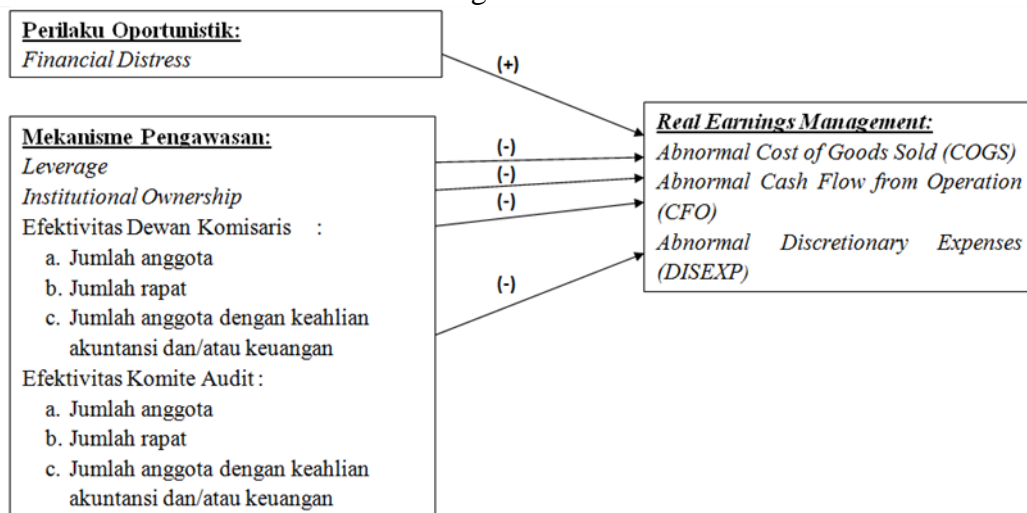 Perilaku Oportunistik:
Financial Distress
(+)
Mekanisme Pengawasan:
Leverage
Institutional Ownership
Efektivitas Dewan Komisaris :
a. Jumlah anggota
b. Jumlah rapat
c. Jumlah anggota dengan keahlian
akuntansi dan/atau keuangan
Efektivitas Komite Audit :
a. Jumlah anggota
b. Jumlah rapat
c. Jumlah anggota dengan keahlian
akuntansi dan/atau keuangan
(-)
(-)
(-)
(-)
Real Earnings Management:
Abnormal Cost of Goods Sold (COGS)
Abnormal Cash Flow from Operation
(CFO)
Abnormal Discretionary Expenses
(DISEXP)